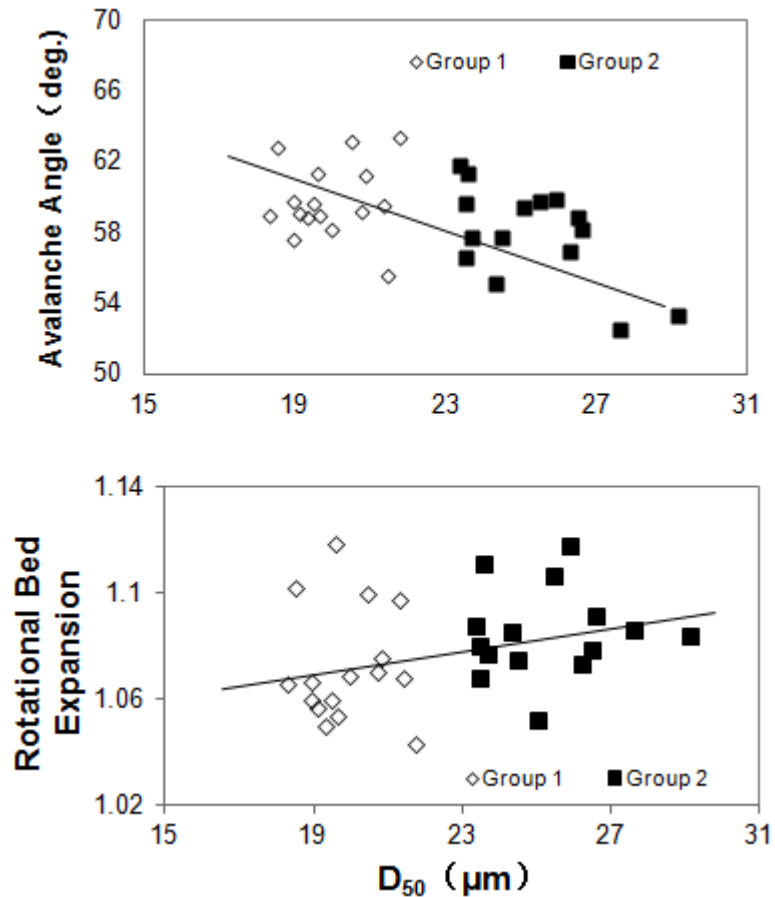 Avalanche Angle ( deg.)
70
66
62
58
54
50
Group 1
Group 2
15 19 23 27 31
Rotational Bed
Expansion
1.14
1.1
1.06
1.02
Group 1
Group 2
15 19 23 27 31
D50 (μm)